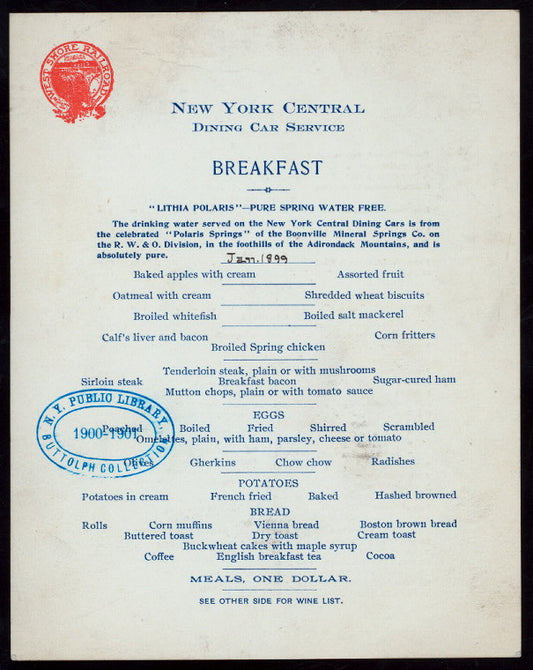 WEST SHORE RAILROAD
NEW YORK CENTRAL
DINING CAR SERVICE
BREAKFAST
"LITHIA POLARIS"—PURE SPRING WATER FREE.
The drinking water served on the New York Central Dining Cars is from
the celebrated "Polaris Springs" of the Boonville Mineral Springs Co. on
the R. W. & O. Division, in the foothills of the Adirondack Mountains, and is
absolutely pure.
Jan. 1899
Baked apples with cream Assorted fruit
Oatmeal with cream Shredded wheat biscuits
Broiled whitefish Boiled salt mackerel
Calf's liver and bacon Corn fritters
Broiled Spring chicken
Tenderloin steak, plain or with mushrooms
Sirloin steak Breakfast bacon Sugar-cured ham
Mutton chops, plain or with tomato sauce
EGGS
Poached Boiled Fried Shirred Scrambled
Omelettes, plain, with ham, parsley, cheese or tomato
Olives Gherkins Chow chow Radishes
N. Y. PUBLIC LIBRARY,
1900-1901
BUTTOLPH COLLECTION
POTATOES
Potatoes in cream French fried Baked Hashed browned
BREAD
Rolls Corn muffins Vienna bread Boston brown bread
Buttered toast Dry toast Cream toast
Buckwheat cakes with maple syrup
Coffee English breakfast tea Cocoa
MEALS, ONE DOLLAR.
SEE OTHER SIDE FOR WINE LIST.